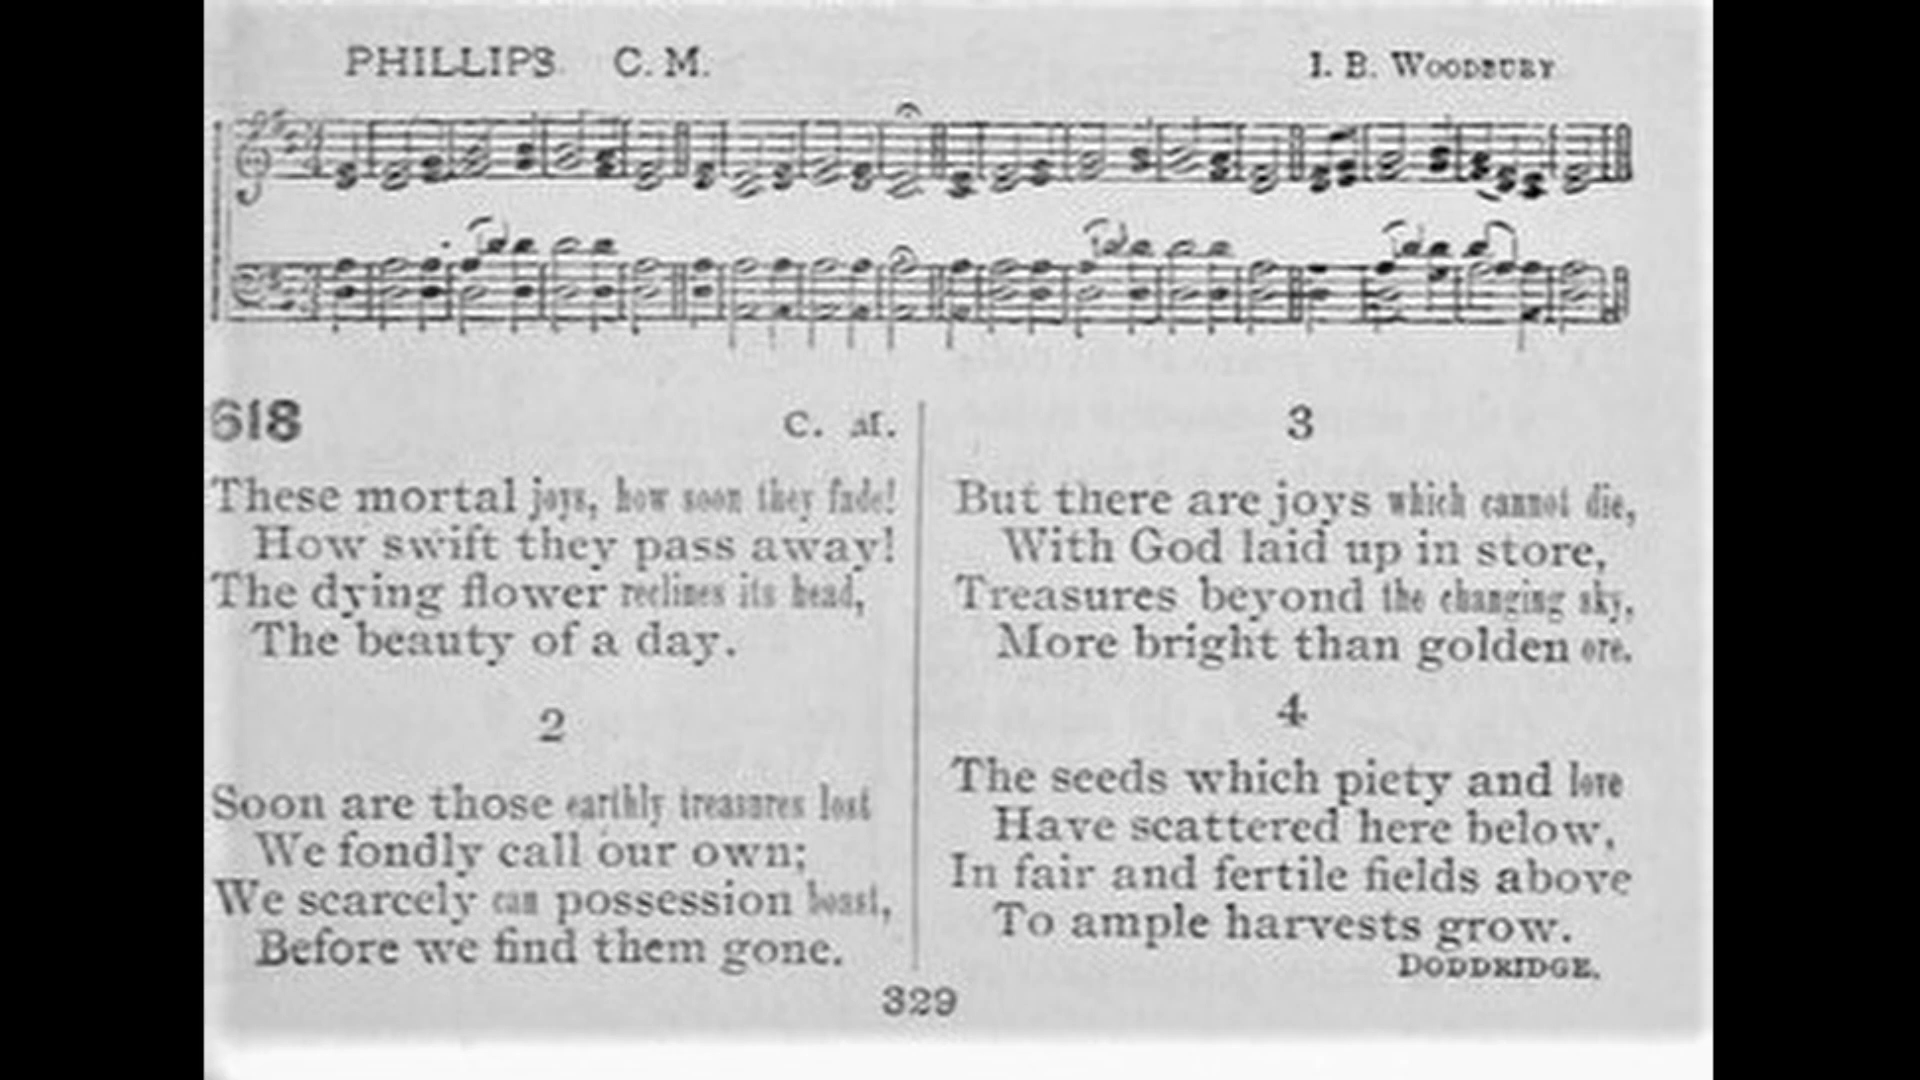 PHILLIPS. C. M.
I. B. WOODBURY
618
C. M.
These mortal joys, how soon they fade!
How swift they pass away!
The dying flower reclines its head,
The beauty of a day.
2
Soon are those earthly treasures lost
We fondly call our own;
We scarcely can possession boast,
Before we find them gone.
3
But there are joys which cannot die,
With God laid up in store,
Treasures beyond the changing sky,
More bright than golden ore.
4
The seeds which piety and love
Have scattered here below,
In fair and fertile fields above
To ample harvests grow.
DODDRIDGE.
329